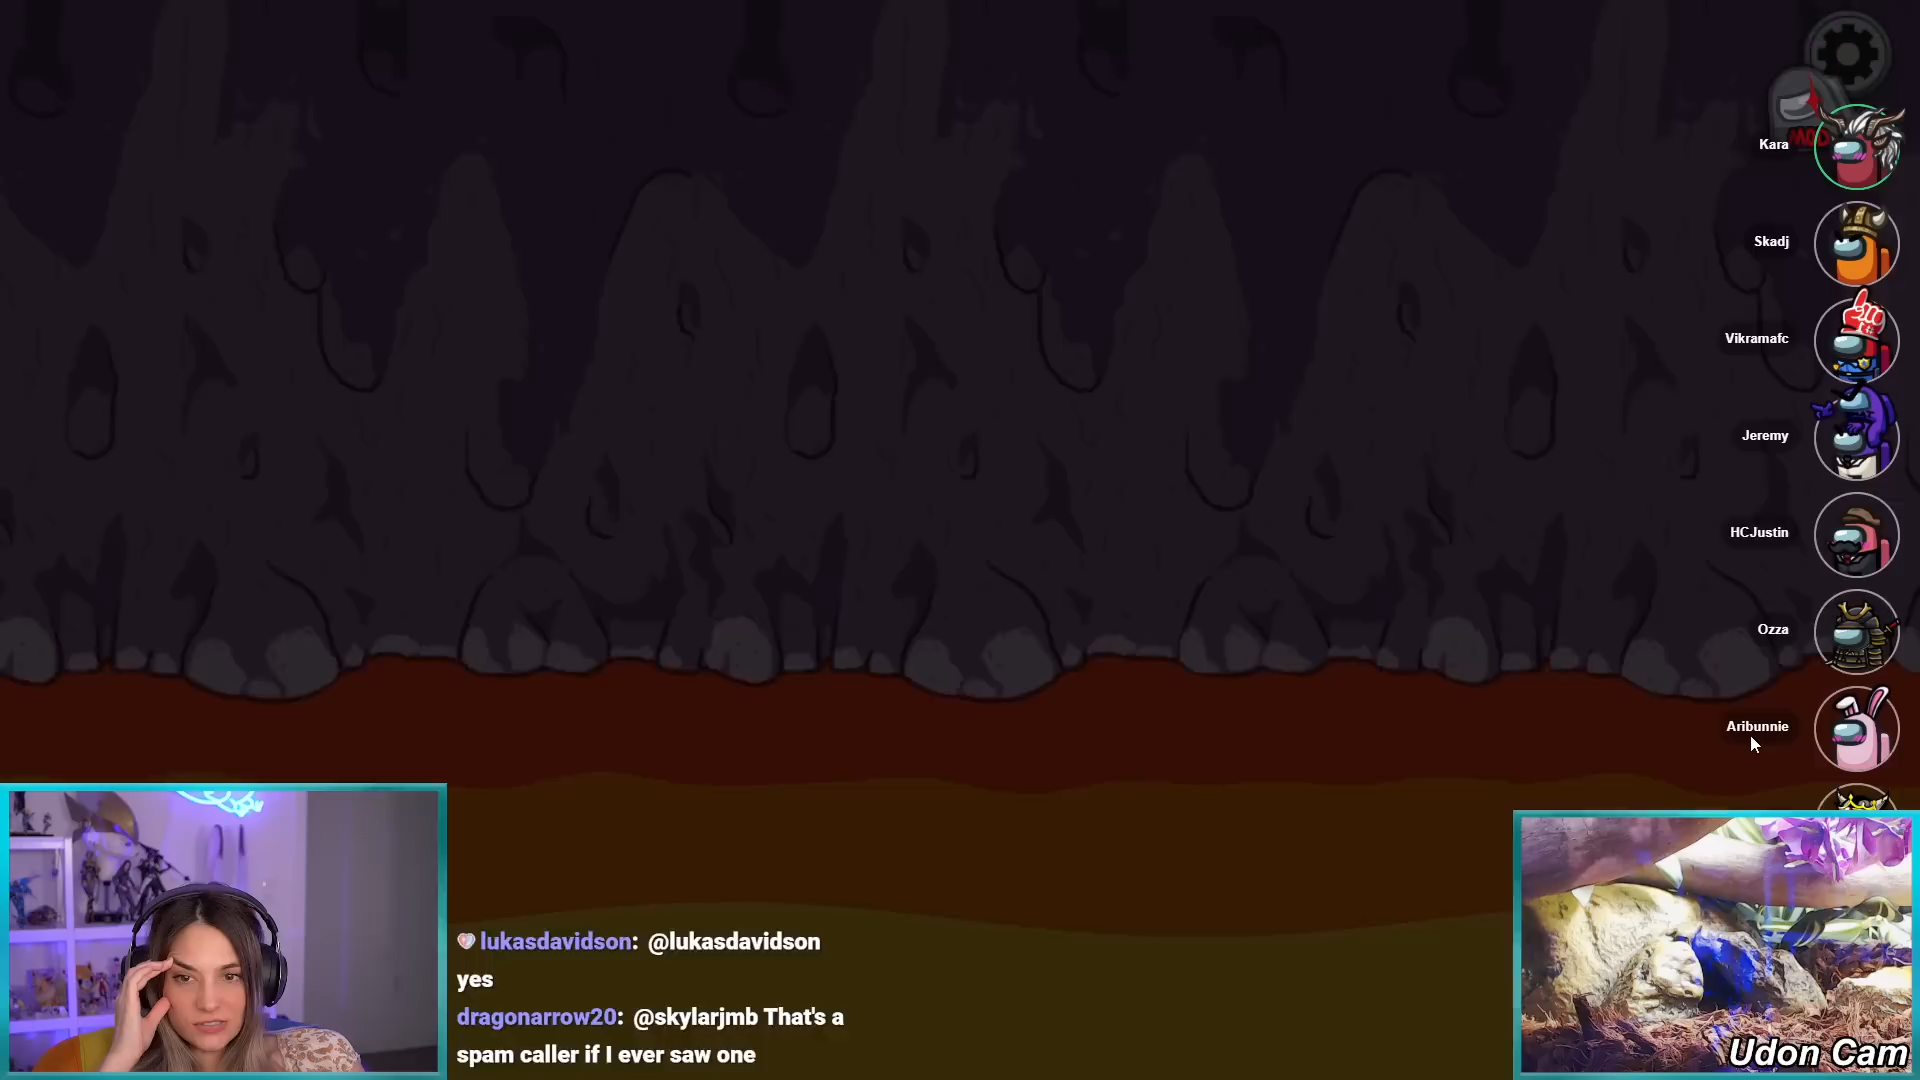 MOD
Kara
Skadj
Vikramafc
Jeremy
HCJustin
Ozza
Aribunnie
lukasdavidson: @lukasdavidson
yes
dragonarrow20: @skylarjmb That's a
spam caller if I ever saw one
Udon Cam